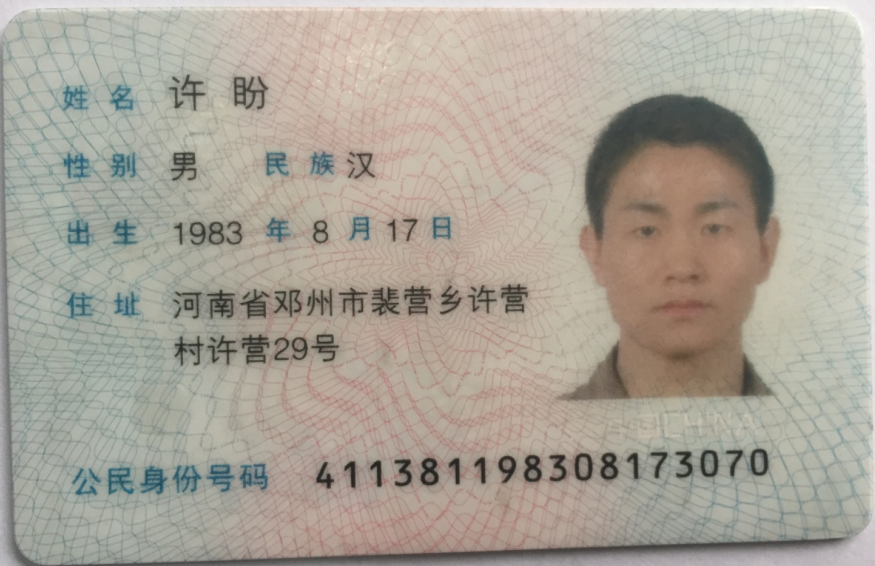 姓名 许盼
性别 男 民族 汉
出生 1983 年 8 月 17 日
住址 河南省邓州市裴营乡许营
村许营29号
公民身份号码 411381198308173070